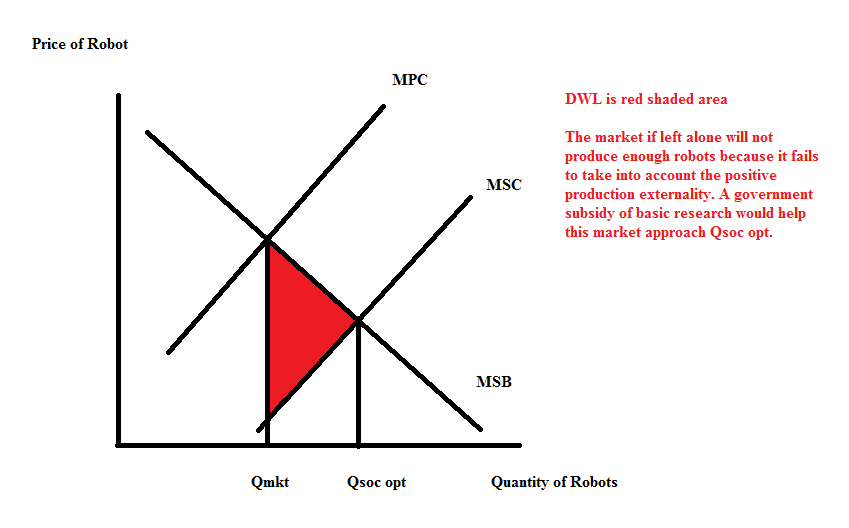 Price of Robot
MPC
DWL is red shaded area
The market if left alone will not
produce enough robots because it fails
to take into account the positive
production externality. A government
subsidy of basic research would help
this market approach Qsoc opt.
MSC
MSB
Qmkt
Qsoc opt
Quantity of Robots